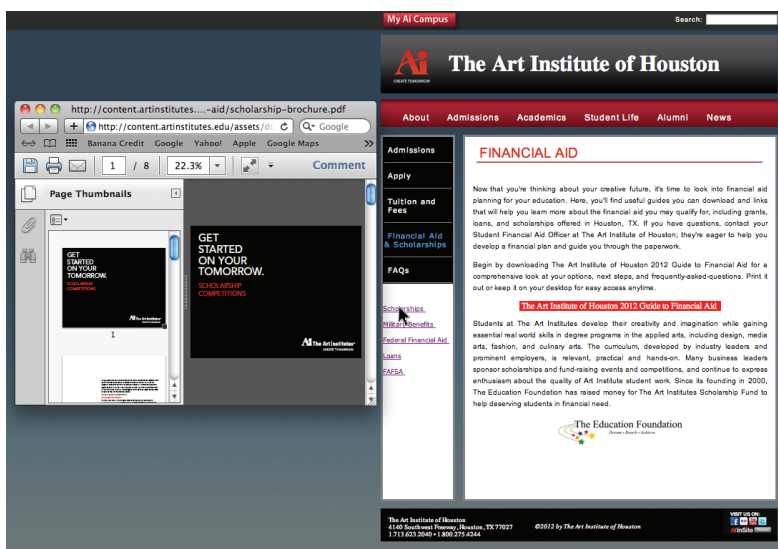 My Ai Campus
Search:
Ai
CREATE TOMORROW
The Art Institute of Houston
About Admissions Academics Student Life Alumni News
http://content.artinstitutes....-aid/scholarship-brochure.pdf
http://content.artinstitutes.edu/assets/do
Google
Banana Credit Google Yahoo! Apple Google Maps
1 / 8 22.3% Comment
Page Thumbnails
GET
STARTED
ON YOUR
TOMORROW.
SCHOLARSHIP
COMPETITIONS
Ai The Art Institutes
1
GET
STARTED
ON YOUR
TOMORROW.
SCHOLARSHIP
COMPETITIONS
Ai The Art Institutes
CREATE TOMORROW
Admissions
Apply
Tuition and
Fees
Financial Aid
& Scholarships
FAQs
Scholarships
Military Benefits
Federal Financial Aid
Loans
FAFSA
FINANCIAL AID
Now that you're thinking about your creative future, it's time to look into financial aid
planning for your education. Here, you'll find useful guides you can download and links
that will help you learn more about the financial aid you may qualify for, including grants,
loans, and scholarships offered in Houston, TX. If you have questions, contact your
Student Financial Aid Officer at The Art Institute of Houston; they're eager to help you
develop a financial plan and guide you through the paperwork.
Begin by downloading The Art Institute of Houston 2012 Guide to Financial Aid for a
comprehensive look at your options, next steps, and frequently-asked-questions. Print it
out or keep it on your desktop for easy access anytime.
The Art Institute of Houston 2012 Guide to Financial Aid
Students at The Art Institutes develop their creativity and imagination while gaining
essential real world skills in degree programs in the applied arts, including design, media
arts, fashion, and culinary arts. The curriculum, developed by industry leaders and
prominent employers, is relevant, practical and hands-on. Many business leaders
sponsor scholarships and fund-raising events and competitions, and continue to express
enthusiasm about the quality of Art Institute student work. Since its founding in 2000,
The Education Foundation has raised money for The Art Institutes Scholarship Fund to
help deserving students in financial need.
The Education Foundation
Dream • Reach • Achieve
The Art Institute of Houston
4140 Southwest Freeway, Houston, TX 77027
1.713.623.2040 • 1.800.275.4244
©2012 by The Art Institute of Houston
VISIT US ON:
AiInSite